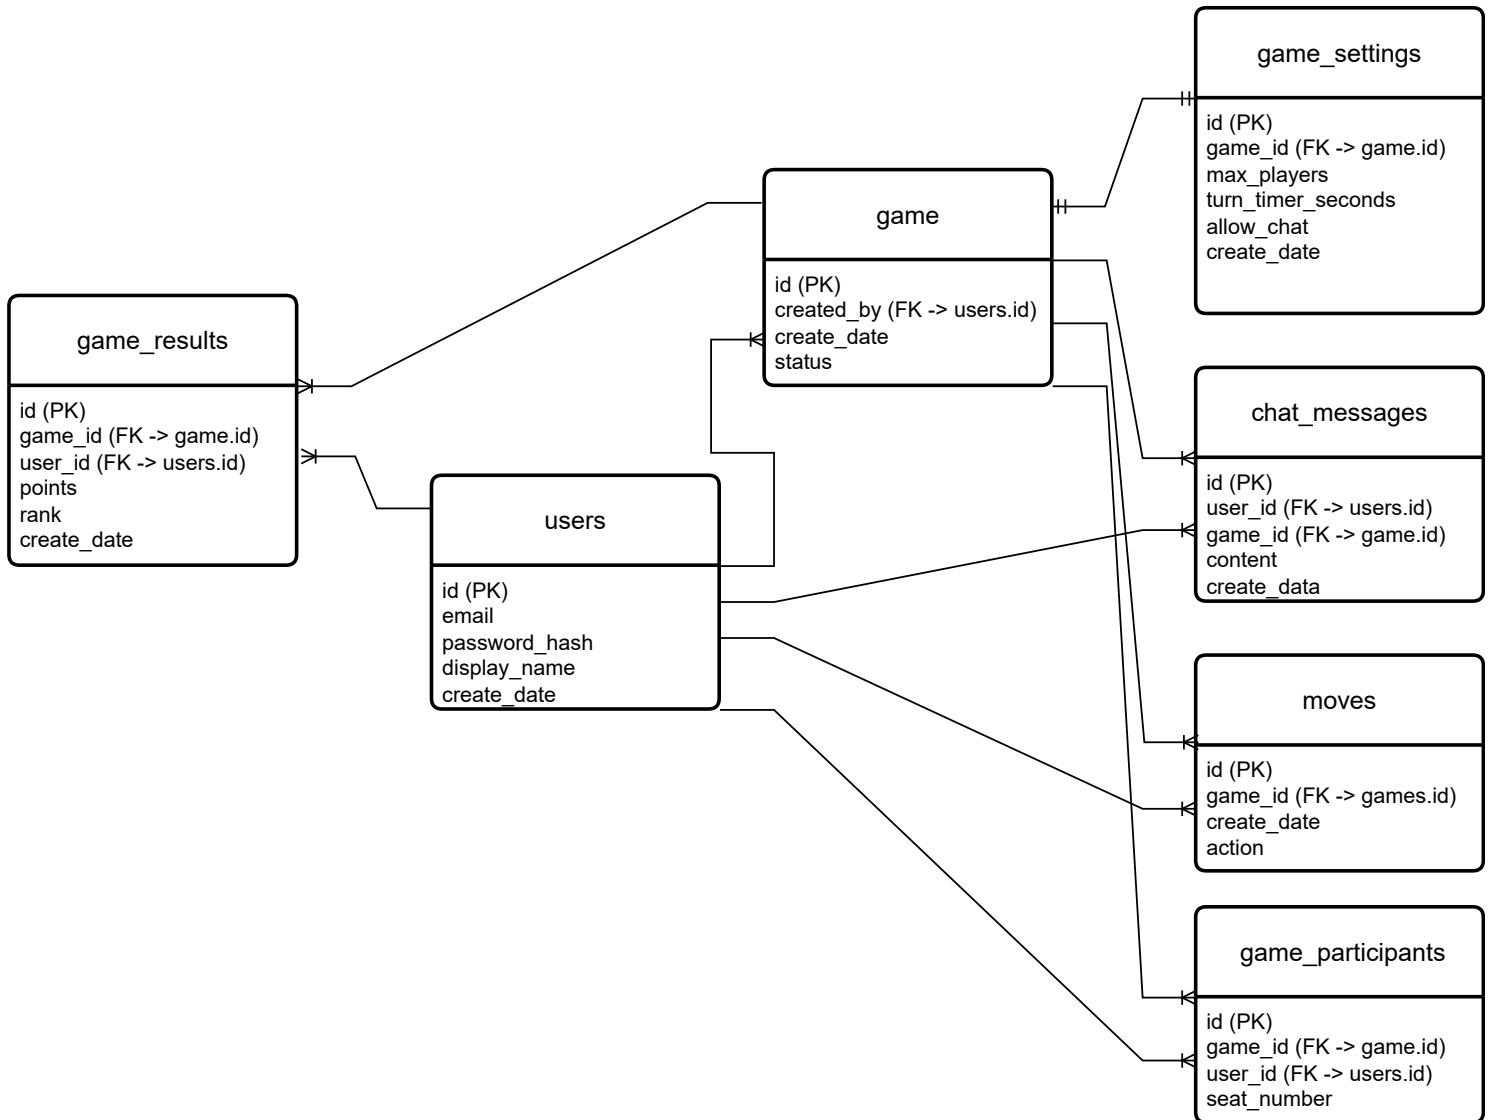 game_settings
id (PK)
game_id (FK -> game.id)
max_players
turn_timer_seconds
allow_chat
create_date
game
id (PK)
created_by (FK -> users.id)
create_date
status
game_results
id (PK)
game_id (FK -> game.id)
user_id (FK -> users.id)
points
rank
create_date
users
id (PK)
email
password_hash
display_name
create_date
chat_messages
id (PK)
user_id (FK -> users.id)
game_id (FK -> game.id)
content
create_data
moves
id (PK)
game_id (FK -> games.id)
create_date
action
game_participants
id (PK)
game_id (FK -> game.id)
user_id (FK -> users.id)
seat_number